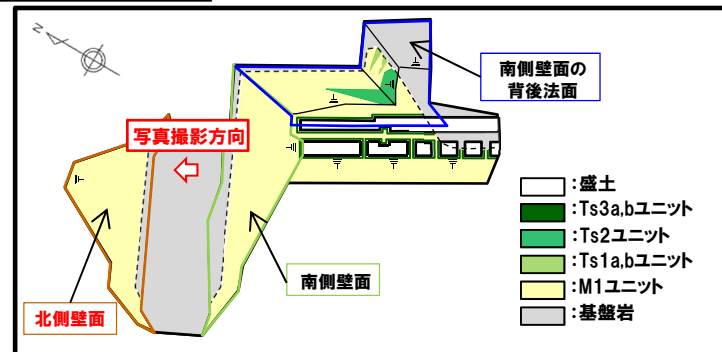 N
南側壁面の
背後法面
写真撮影方向
南側壁面
北側壁面
:盛土
:Ts3a,bユニット
:Ts2ユニット
:Ts1a,bユニット
:M1ユニット
:基盤岩